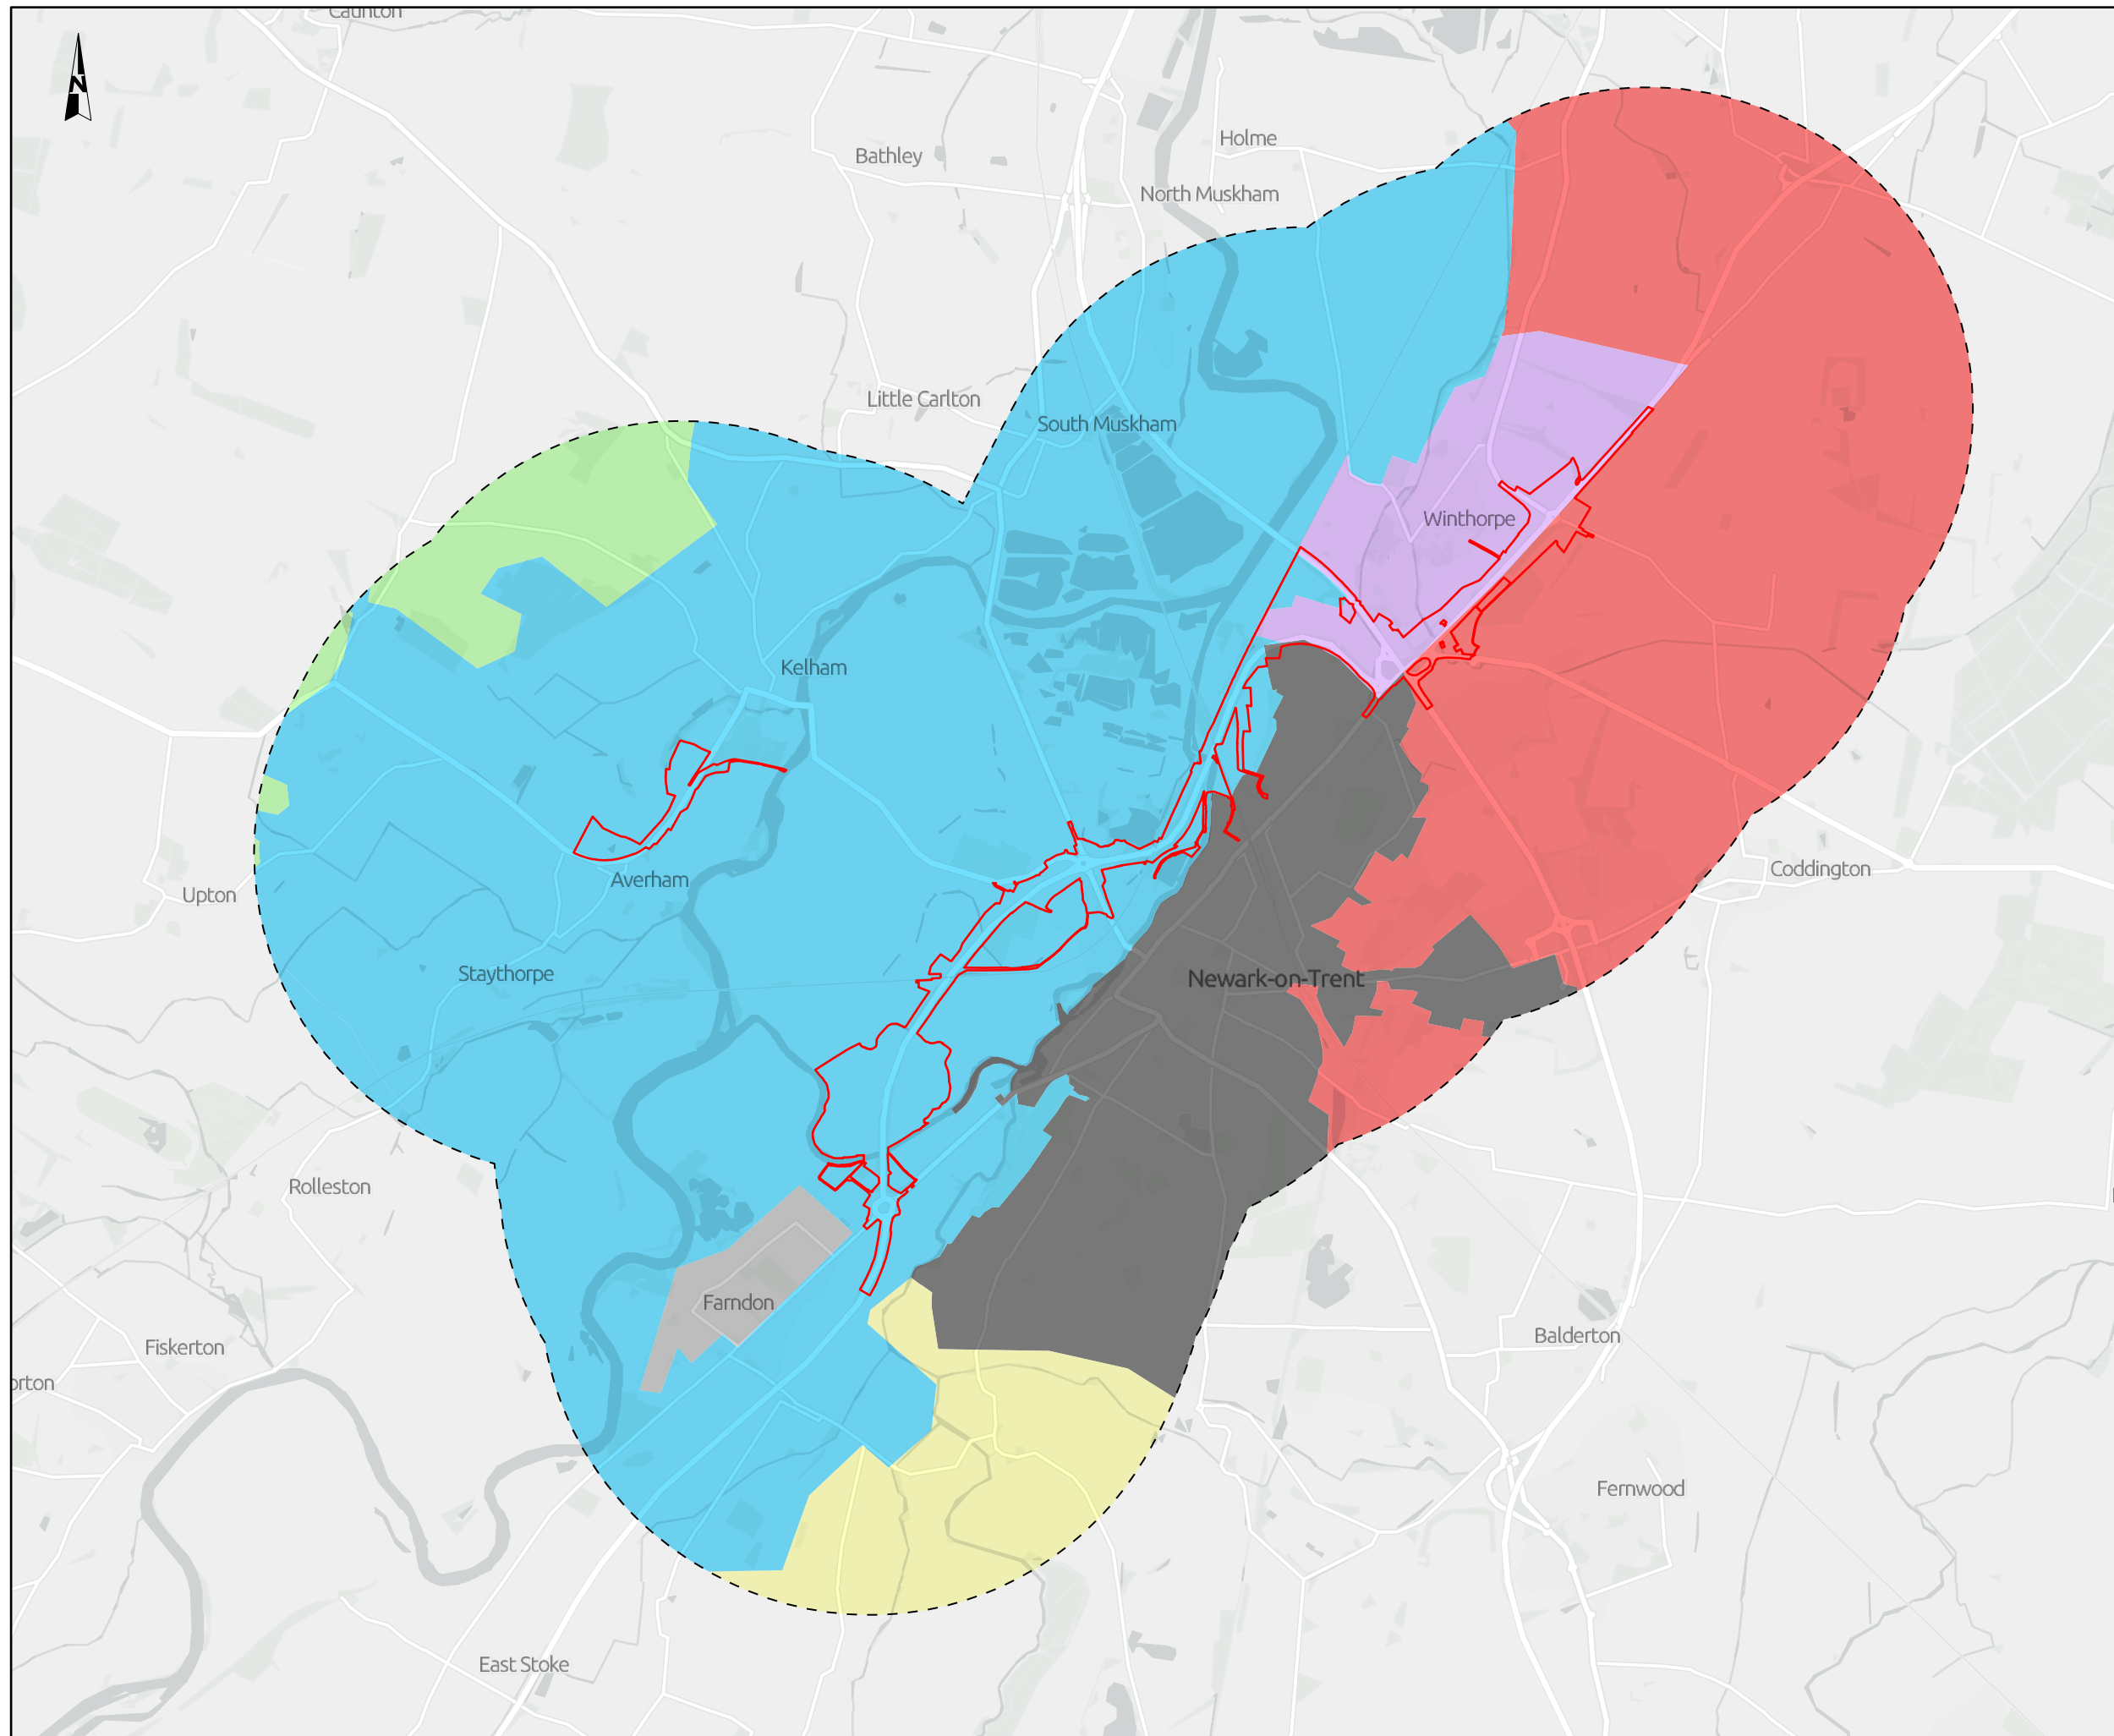 Caunton
N
Holme
Bathley
North Muskham
Little Carlton
South Muskham
Winthorpe
Kelham
Coddington
Averham
Upton
Staythorpe
Newark-on-Trent
Rolleston
Farndon
Balderton
Fiskerton
orton
Fernwood
East Stoke